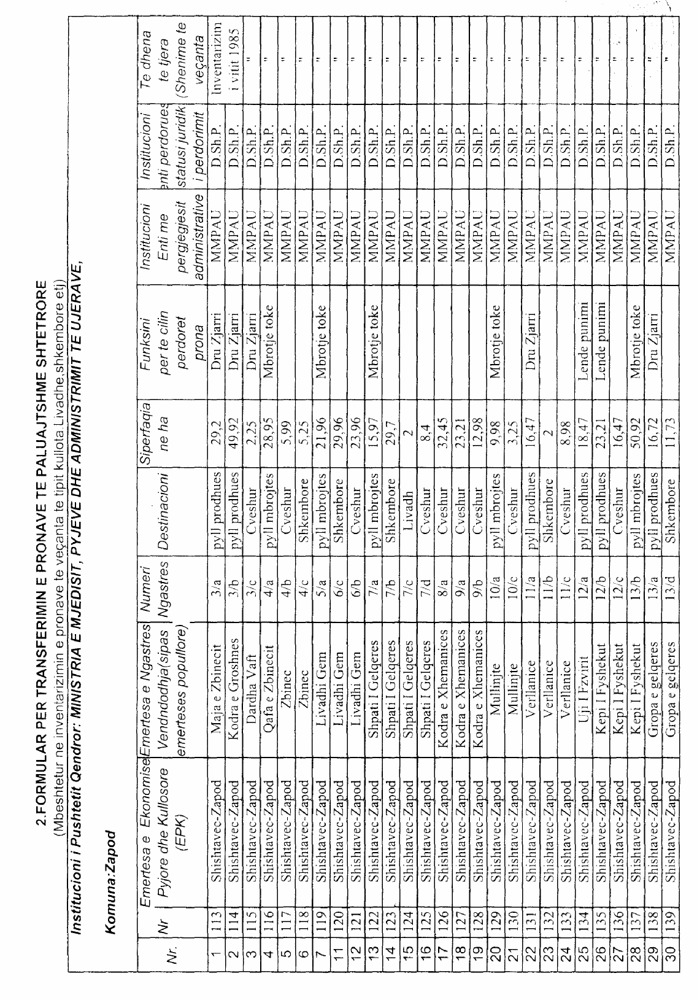 2.FORMULAR PER TRANSFERIMIN E PRONAVE TE PALUAJTSHME SHTETRORE
(Mbeshtetur ne inventarizimin e pronave te veçanta te tipit kullota,Livadhe,shkembore etj)
Institucioni i Pushtetit Qendror: MINISTRIA E MJEDISIT, PYJEVE DHE ADMINISTRIMIT TE UJERAVE,
Komuna:Zapod
Nr. Nr Emertesa e Ekonomise Pyjore dhe Kullosore (EPK) Emertesa e Ngastres Vendndodhja(sipas emerteses popullore) Numeri Ngastres Destinacioni Siperfaqia ne ha Funksini per te cilin perdoret prona Institucioni Enti me pergjegjesit administrative Institucioni enti perdorues statusi juridik i perdorimit Te dhena te tjera (Shenime te veçanta
1 113 Shishtavec-Zapod Maja e Zbinecit 3/a pyll prodhues 29,2 Dru Zjarri MMPAU D.Sh.P. Inventarizim i vitit 1985
2 114 Shishtavec-Zapod Kodra e Groshnes 3/b pyll prodhues 49,92 Dru Zjarri MMPAU D.Sh.P.
3 115 Shishtavec-Zapod Dardha Vaft 3/c Cveshur 2,25 Dru Zjarri MMPAU D.Sh.P. "
4 116 Shishtavec-Zapod Qafa e Zbinecit 4/a pyll mbrojtes 28,95 Mbrotje toke MMPAU D.Sh.P. "
5 117 Shishtavec-Zapod Zbinec 4/b Cveshur 5,99 MMPAU D.Sh.P. "
6 118 Shishtavec-Zapod Zbinec 4/c Shkembore 5,25 MMPAU D.Sh.P. "
7 119 Shishtavec-Zapod Livadhi Gem 5/a pyll mbrojtes 21,96 Mbrotje toke MMPAU D.Sh.P. "
11 120 Shishtavec-Zapod Livadhi Gem 6/c Shkembore 29,96 MMPAU D.Sh.P. "
12 121 Shishtavec-Zapod Livadhi Gem 6/b Cveshur 23,96 MMPAU D.Sh.P. "
13 122 Shishtavec-Zapod Shpati I Gelqeres 7/a pyll mbrojtes 15,97 Mbrotje toke MMPAU D.Sh.P. "
14 123 Shishtavec-Zapod Shpati I Gelqeres 7/b Shkembore 29,7 MMPAU D.Sh.P. "
15 124 Shishtavec-Zapod Shpati I Gelqeres 7/c Livadh 2 MMPAU D.Sh.P. "
16 125 Shishtavec-Zapod Shpati I Gelqeres 7/d Cveshur 8,4 MMPAU D.Sh.P. "
17 126 Shishtavec-Zapod Kodra e Xhemanices 8/a Cveshur 32,45 MMPAU D.Sh.P. "
18 127 Shishtavec-Zapod Kodra e Xhemanices 9/a Cveshur 23,21 MMPAU D.Sh.P. "
19 128 Shishtavec-Zapod Kodra e Xhemanices 9/b Cveshur 12,98 MMPAU D.Sh.P. "
20 129 Shishtavec-Zapod Mullinjte 10/a pyll mbrojtes 9,98 Mbrotje toke MMPAU D.Sh.P. "
21 130 Shishtavec-Zapod Mullinjte 10/c Cveshur 3,25 MMPAU D.Sh.P. "
22 131 Shishtavec-Zapod Verllanice 11/a pyll prodhues 16,47 Dru Zjarri MMPAU D.Sh.P. "
23 132 Shishtavec-Zapod Verllanice 11/b Shkembore 2 MMPAU D.Sh.P. "
24 133 Shishtavec-Zapod Verllanice 11/c Cveshur 8,98 MMPAU D.Sh.P. "
25 134 Shishtavec-Zapod Uji I Fzvirit 12/a pyll prodhues 18,47 Lende punimi MMPAU D.Sh.P. "
26 135 Shishtavec-Zapod Kepi I Fyshekut 12/b pyll prodhues 23,21 Lende punimi MMPAU D.Sh.P. "
27 136 Shishtavec-Zapod Kepi I Fyshekut 12/c Cveshur 16,47 MMPAU D.Sh.P. "
28 137 Shishtavec-Zapod Kepi I Fyshekut 13/b pyll mbrojtes 50,92 Mbrotje toke MMPAU D.Sh.P. "
29 138 Shishtavec-Zapod Gropa e gelqeres 13/a pyll prodhues 16,72 Dru Zjarri MMPAU D.Sh.P. "
30 139 Shishtavec-Zapod Gropa e gelqeres 13/d Shkembore 11,73 MMPAU D.Sh.P. "